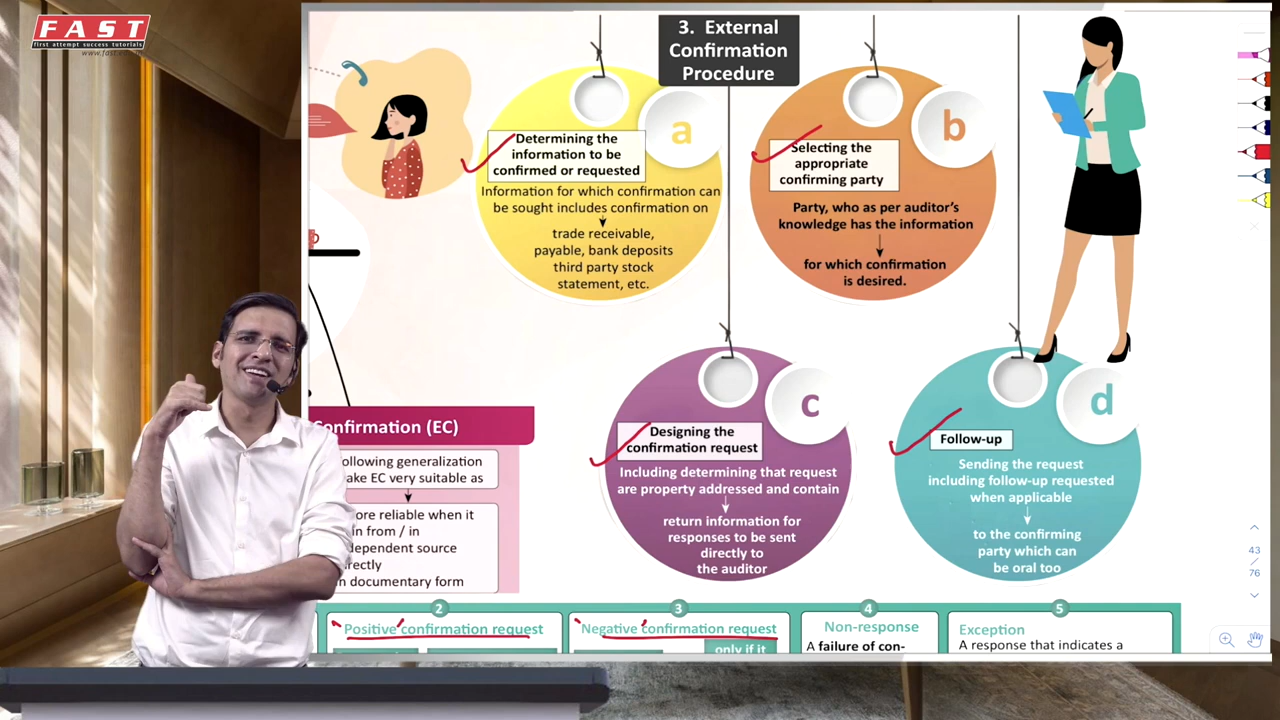 FAST
first attempt success tutorials
3. External
Confirmation
Procedure
a
Determining the
information to be
confirmed or requested
Information for which confirmation can
be sought includes confirmation on
trade receivable,
payable, bank deposits
third party stock
statement, etc.
b
Selecting the
appropriate
confirming party
Party, who as per auditor's
knowledge has the information
for which confirmation
is desired.
c
Designing the
confirmation request
Including determining that request
are property addressed and contain
return information for
responses to be sent
directly to
the auditor
d
Follow-up
Sending the request
including follow-up requested
when applicable
to the confirming
party which can
be oral too
Confirmation (EC)
ollowing generalization
ake EC very suitable as
ore reliable when it
in from / in
dependent source
rectly
n documentary form
2
Positive confirmation request
3
Negative confirmation request
only if it
4
Non-response
A failure of con-
5
Exception
A response that indicates a
43
/
76